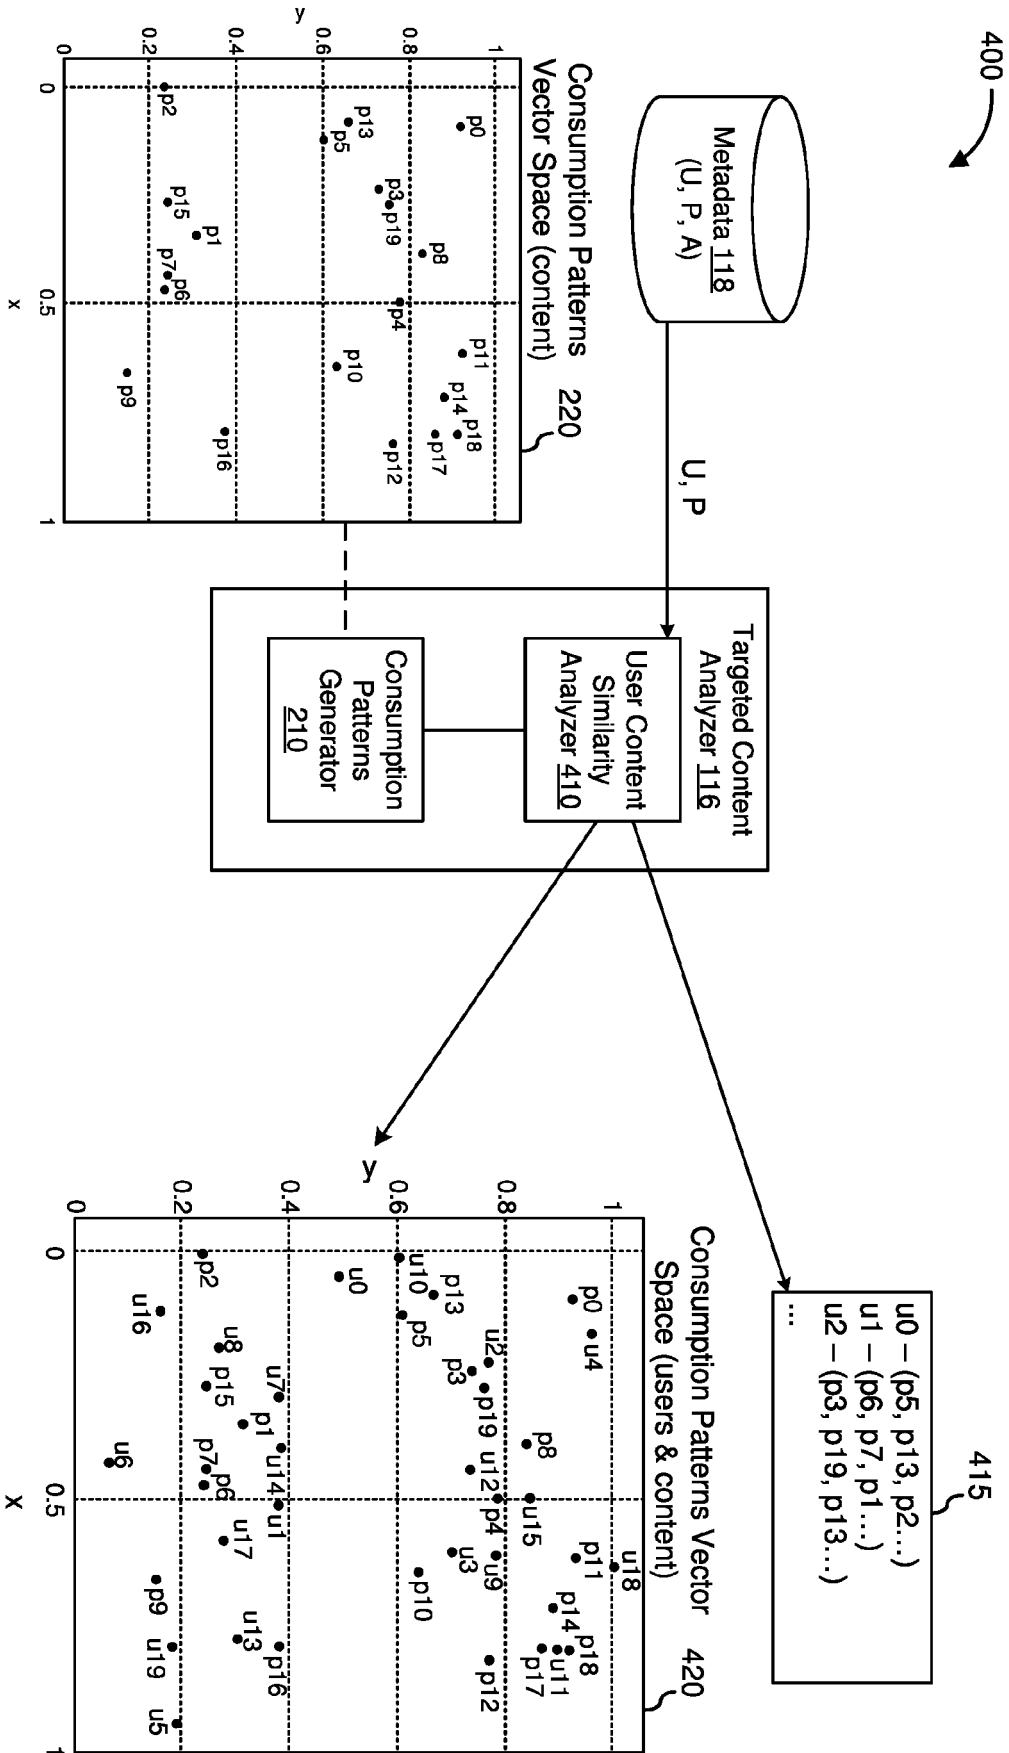 400
Metadata 118
(U, P, A)
U, P
Targeted Content
Analyzer 116
User Content
Similarity
Analyzer 410
Consumption
Patterns
Generator
210
415
u0 – (p5, p13, p2…)
u1 – (p6, p7, p1…)
u2 – (p3, p19, p13…)
...
Consumption Patterns
Vector Space (content)
220
y
1
0.8
0.6
0.4
0.2
0
0
0.5
1
x
p0
p13
p5
p3
p19
p8
p4
p2
p15
p1
p7
p6
p11
p14
p18
p17
p12
p10
p16
p9
Consumption Patterns Vector
Space (users & content)
420
y
1
0.8
0.6
0.4
0.2
0
0
0.5
1
x
p0
u4
u10
p13
p5
u0
u2
p3
p19
p8
u12
p4
u15
p2
u16
u8
p15
u7
p1
u14
p7
p6
u1
u6
u18
p11
u9
u3
p10
p14
p18
u11
p17
p12
u17
p9
u13
p16
u19
u5